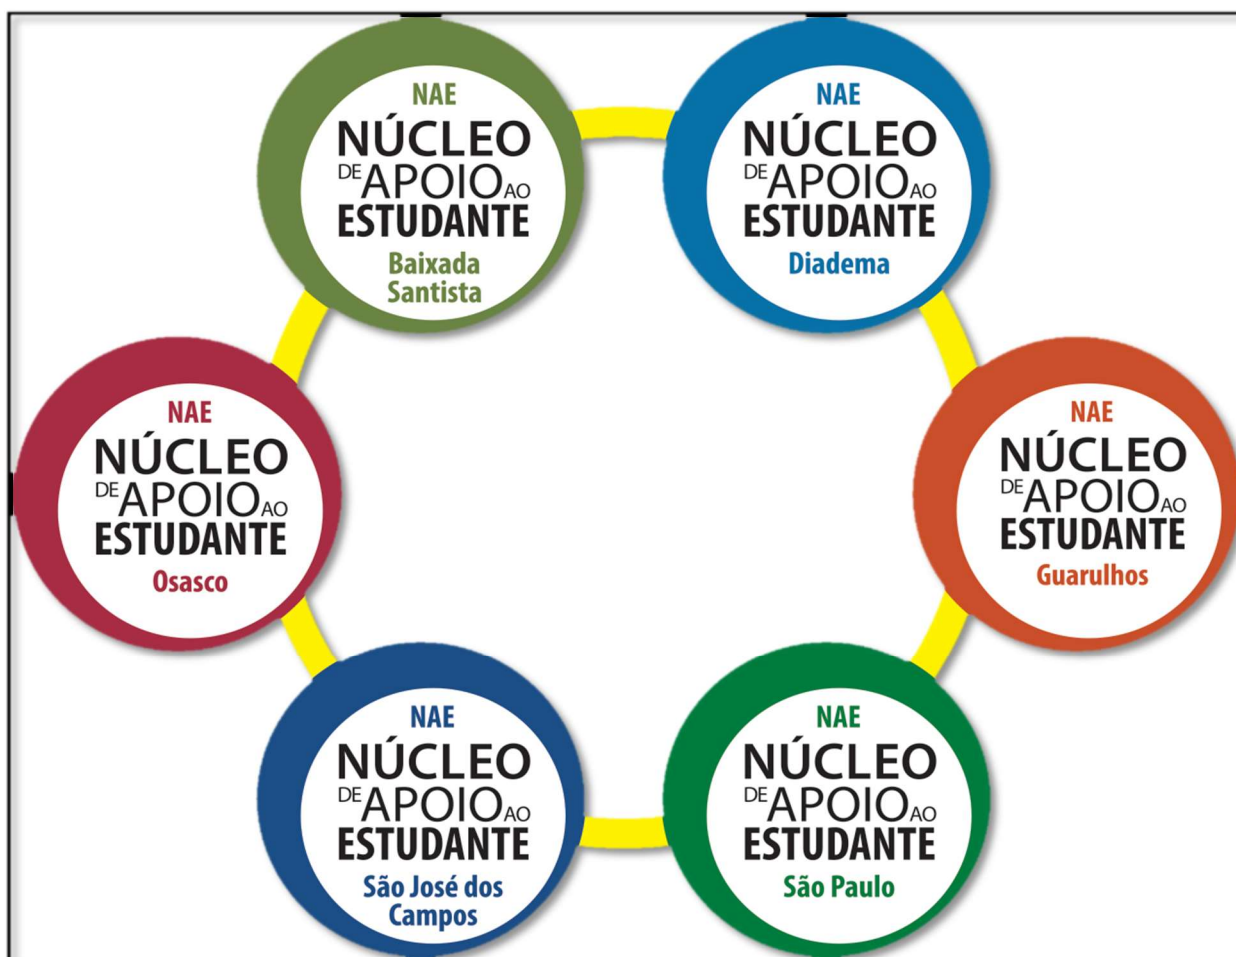 NAE
NÚCLEO
DE APOIO AO
ESTUDANTE
Baixada
Santista
NAE
NÚCLEO
DE APOIO AO
ESTUDANTE
Diadema
NAE
NÚCLEO
DE APOIO AO
ESTUDANTE
Osasco
NAE
NÚCLEO
DE APOIO AO
ESTUDANTE
Guarulhos
NAE
NÚCLEO
DE APOIO AO
ESTUDANTE
São José dos
Campos
NAE
NÚCLEO
DE APOIO AO
ESTUDANTE
São Paulo